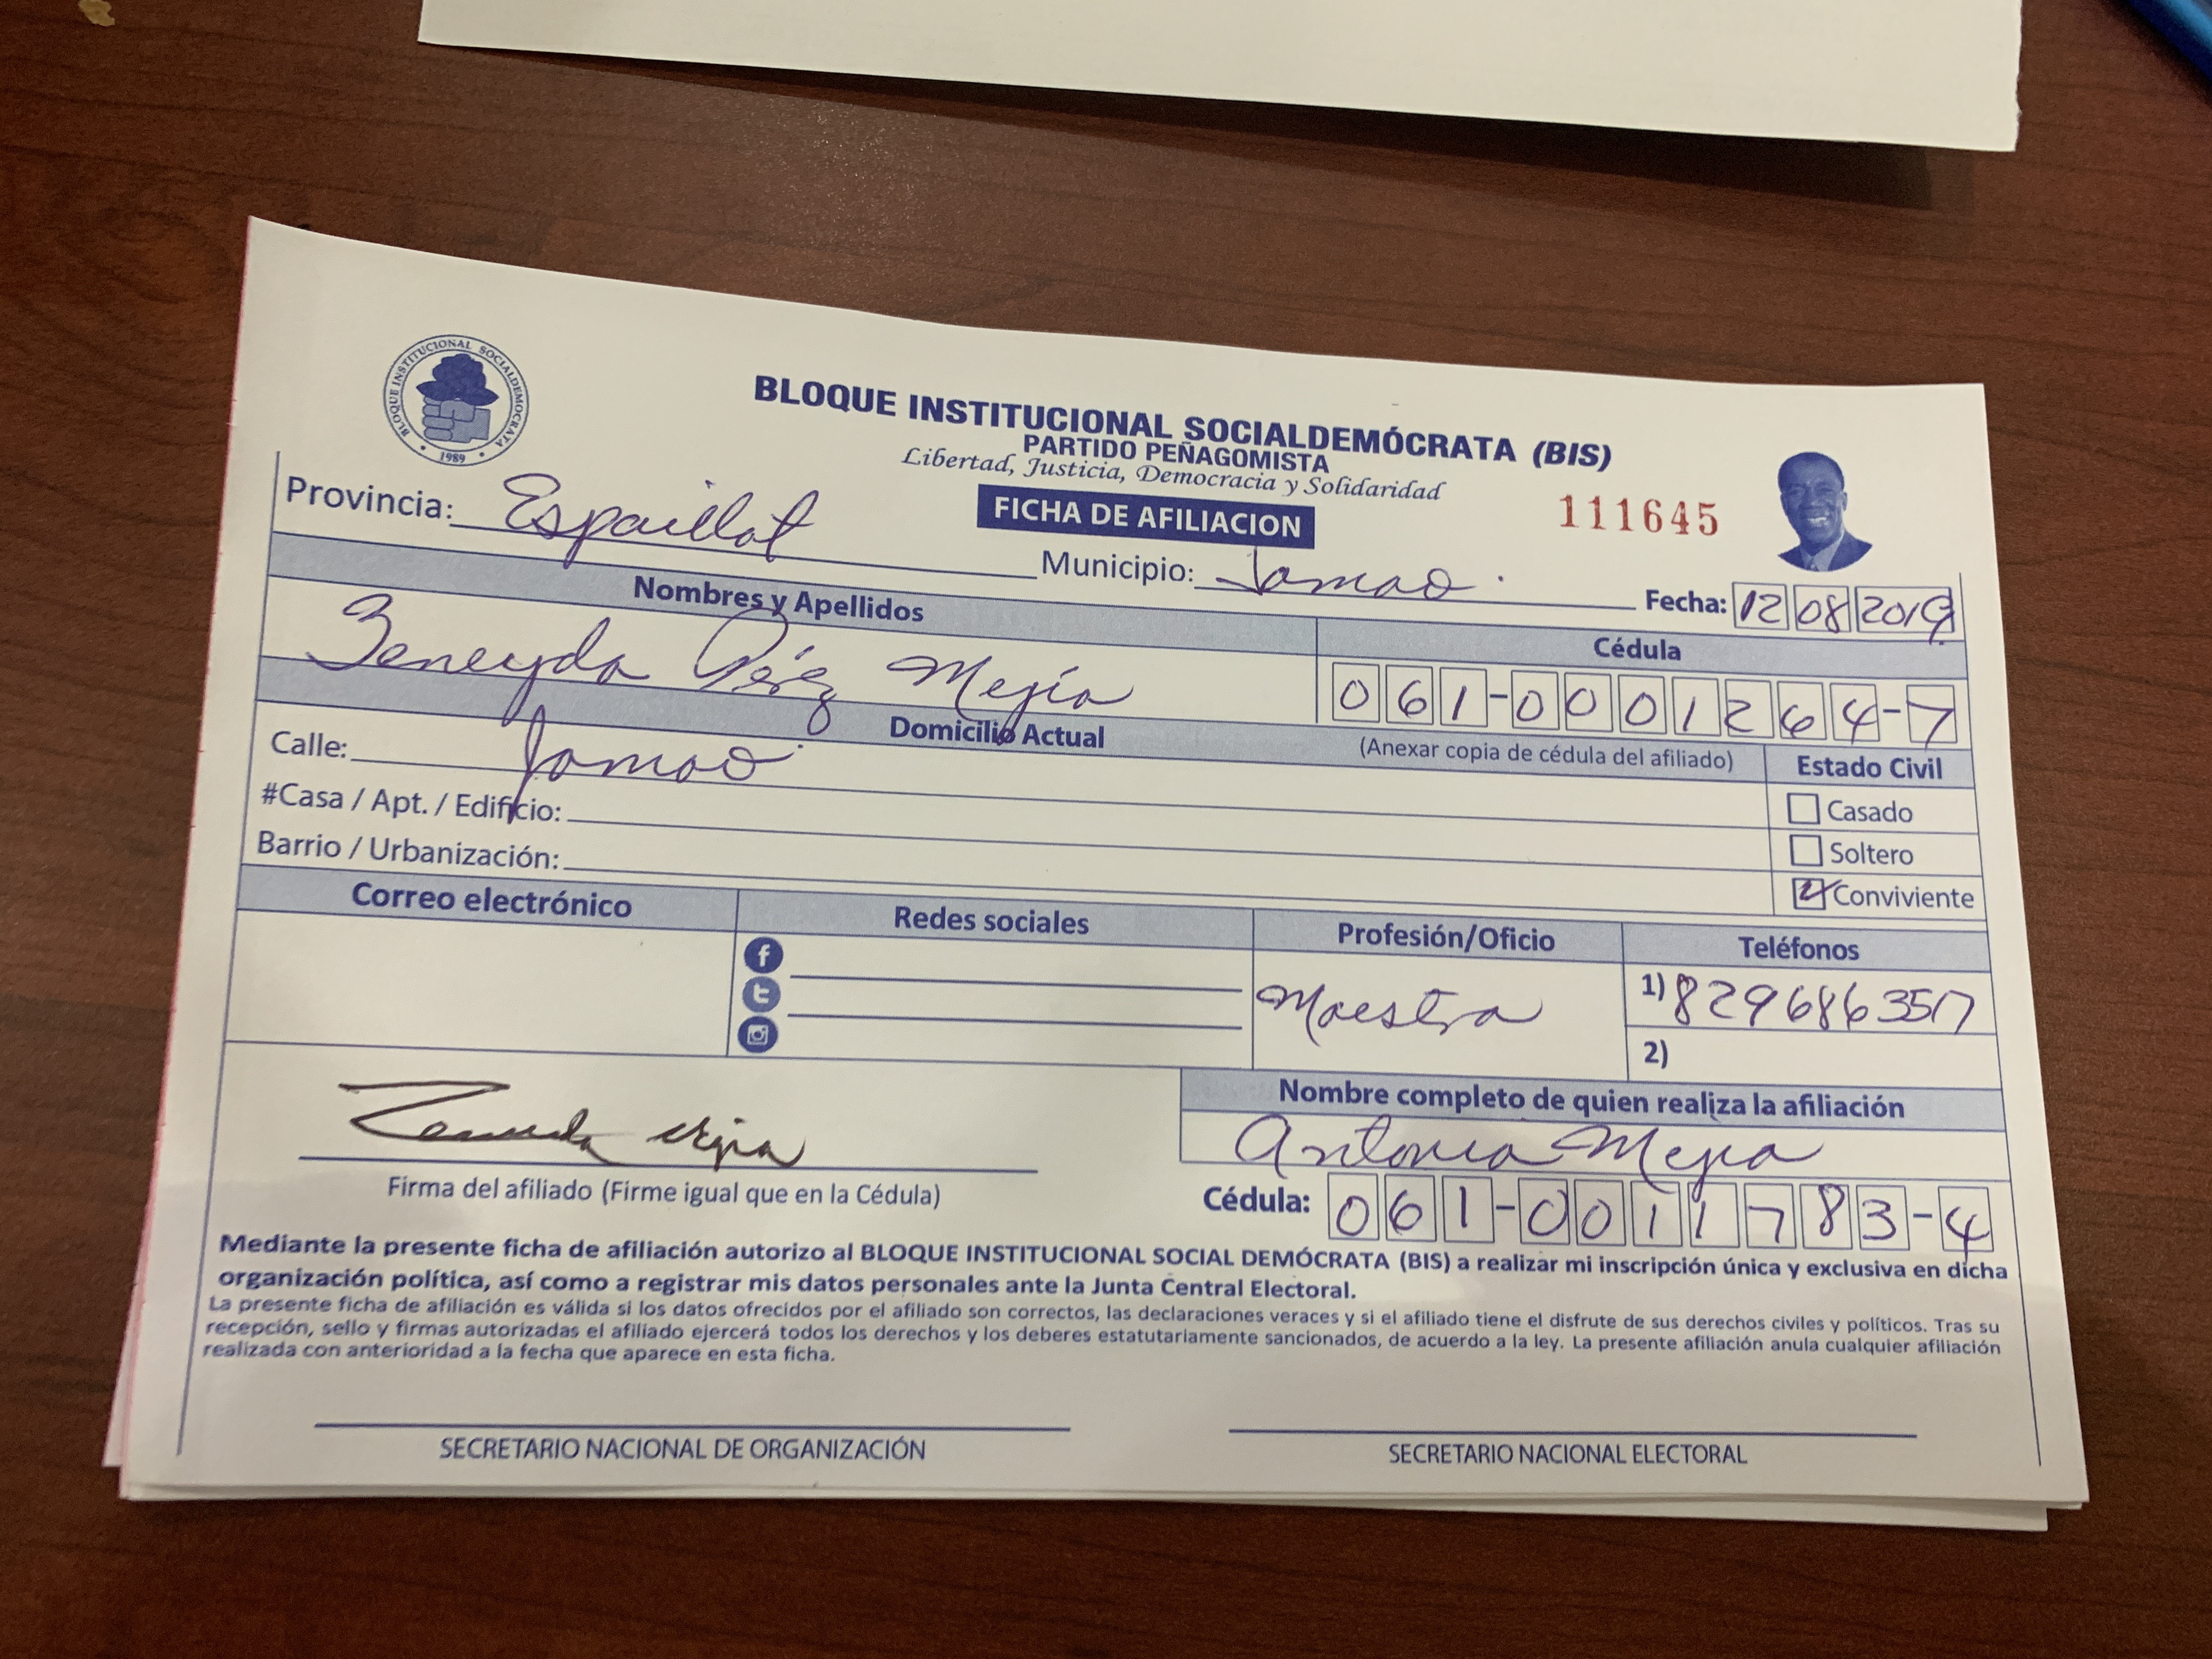 BLOQUE INSTITUCIONAL SOCIALDEMOCRATA
1989
BLOQUE INSTITUCIONAL SOCIALDEMÓCRATA (BIS)
PARTIDO PEÑAGOMISTA
Libertad, Justicia, Democracia y Solidaridad
FICHA DE AFILIACION
111645
Provincia: Espaillat
Municipio: Jamao.
Fecha: 12 08 2019
Nombres y Apellidos
Zeneyda Pérez Mejía
Cédula
061-0001264-7
(Anexar copia de cédula del afiliado)
Domicilio Actual
Calle: Jamao
#Casa / Apt. / Edificio:
Barrio / Urbanización:
Estado Civil
Casado
Soltero
Conviviente
Correo electrónico
Redes sociales
Profesión/Oficio
Maestra
Teléfonos
1) 8296863517
2)
Firma del afiliado (Firme igual que en la Cédula)
Nombre completo de quien realiza la afiliación
Antonia Mejia
Cédula: 061-0011783-4
Mediante la presente ficha de afiliación autorizo al BLOQUE INSTITUCIONAL SOCIAL DEMÓCRATA (BIS) a realizar mi inscripción única y exclusiva en dicha
organización política, así como a registrar mis datos personales ante la Junta Central Electoral.
La presente ficha de afiliación es válida si los datos ofrecidos por el afiliado son correctos, las declaraciones veraces y si el afiliado tiene el disfrute de sus derechos civiles y políticos. Tras su
recepción, sello y firmas autorizadas el afiliado ejercerá todos los derechos y los deberes estatutariamente sancionados, de acuerdo a la ley. La presente afiliación anula cualquier afiliación
realizada con anterioridad a la fecha que aparece en esta ficha.
SECRETARIO NACIONAL DE ORGANIZACIÓN
SECRETARIO NACIONAL ELECTORAL